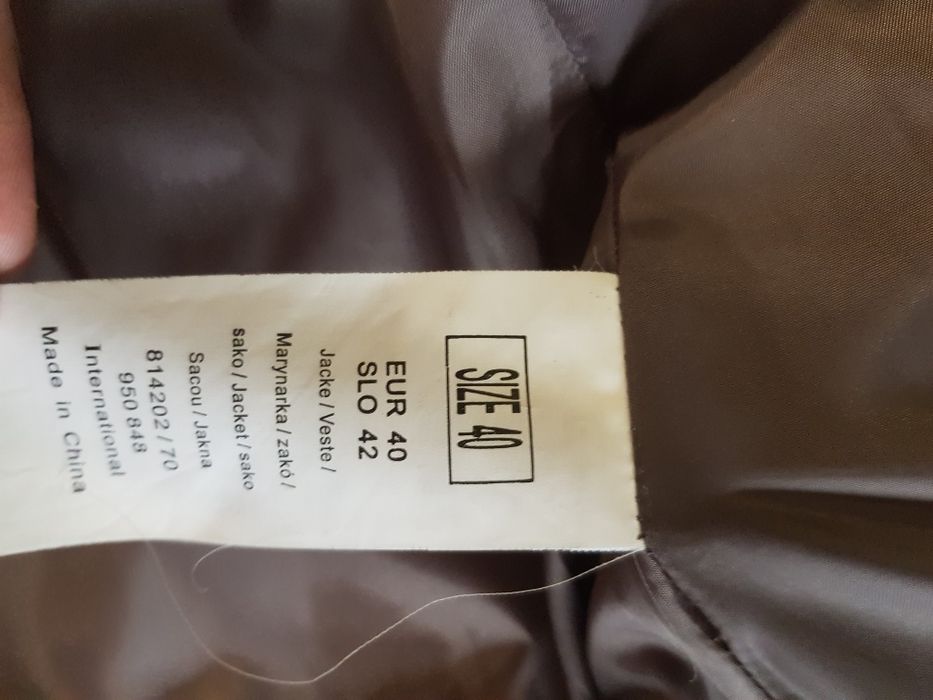 SIZE 40
EUR 40
SLO 42
Jacke / Veste /
Marynarka / zakó /
sako / Jacket / sako
Sacou / Jakna
814202 / 70
950 848
International
Made in China